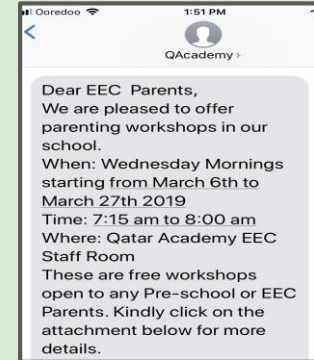 Ooredoo
1:51 PM
QAcademy >
Dear EEC Parents,
We are pleased to offer
parenting workshops in our
school.
When: Wednesday Mornings
starting from March 6th to
March 27th 2019
Time: 7:15 am to 8:00 am
Where: Qatar Academy EEC
Staff Room
These are free workshops
open to any Pre-school or EEC
Parents. Kindly click on the
attachment below for more
details.